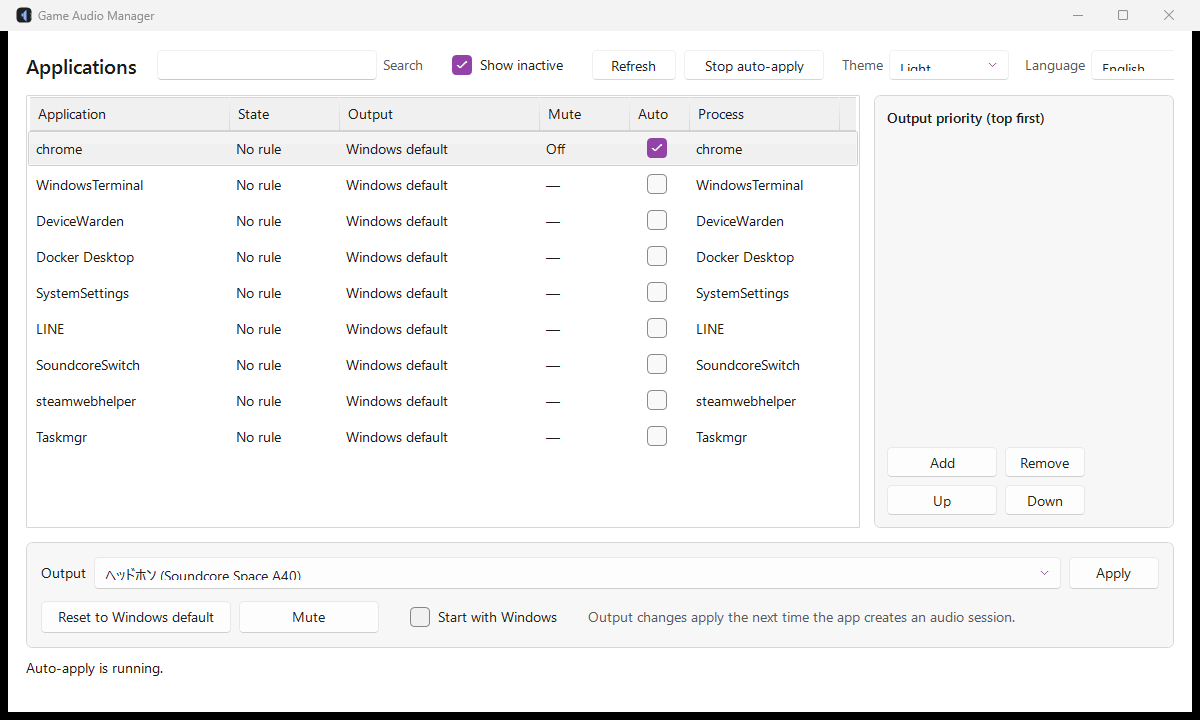 Game Audio Manager
Applications
Search
Show inactive
Refresh
Stop auto-apply
Theme
Light
Language
English
Application State Output Mute Auto Process
chrome No rule Windows default Off chrome
WindowsTerminal No rule Windows default — WindowsTerminal
DeviceWarden No rule Windows default — DeviceWarden
Docker Desktop No rule Windows default — Docker Desktop
SystemSettings No rule Windows default — SystemSettings
LINE No rule Windows default — LINE
SoundcoreSwitch No rule Windows default — SoundcoreSwitch
steamwebhelper No rule Windows default — steamwebhelper
Taskmgr No rule Windows default — Taskmgr
Output priority (top first)
Add
Remove
Up
Down
Output
ヘッドホン (Soundcore Space A40)
Apply
Reset to Windows default
Mute
Start with Windows
Output changes apply the next time the app creates an audio session.
Auto-apply is running.